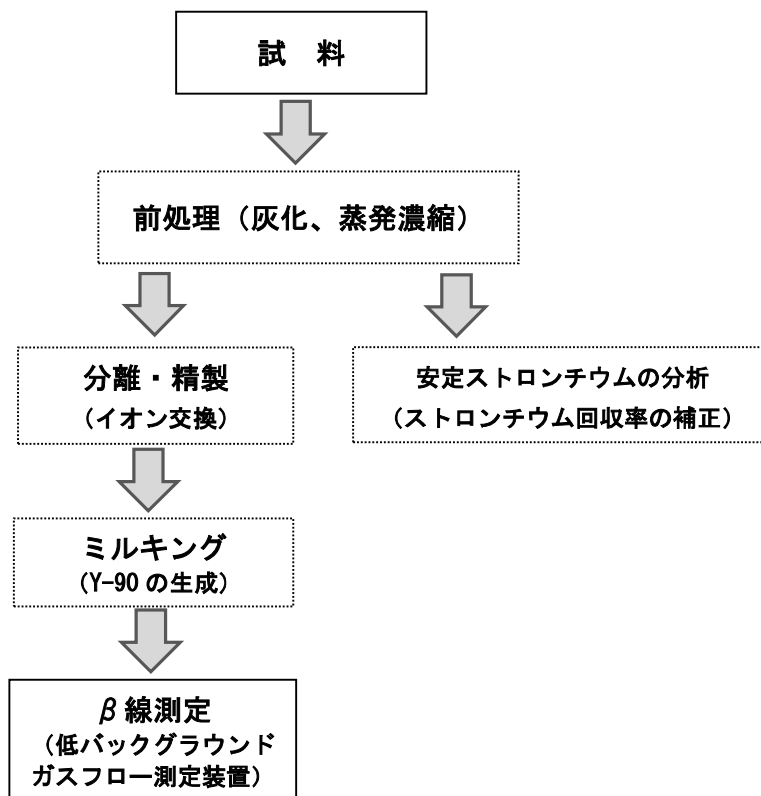 試　料
前処理（灰化、蒸発濃縮）
分離・精製
（イオン交換）
安定ストロンチウムの分析
（ストロンチウム回収率の補正）
ミルキング
（Y-90 の生成）
β線測定
（低バックグラウンド
ガスフロー測定装置）